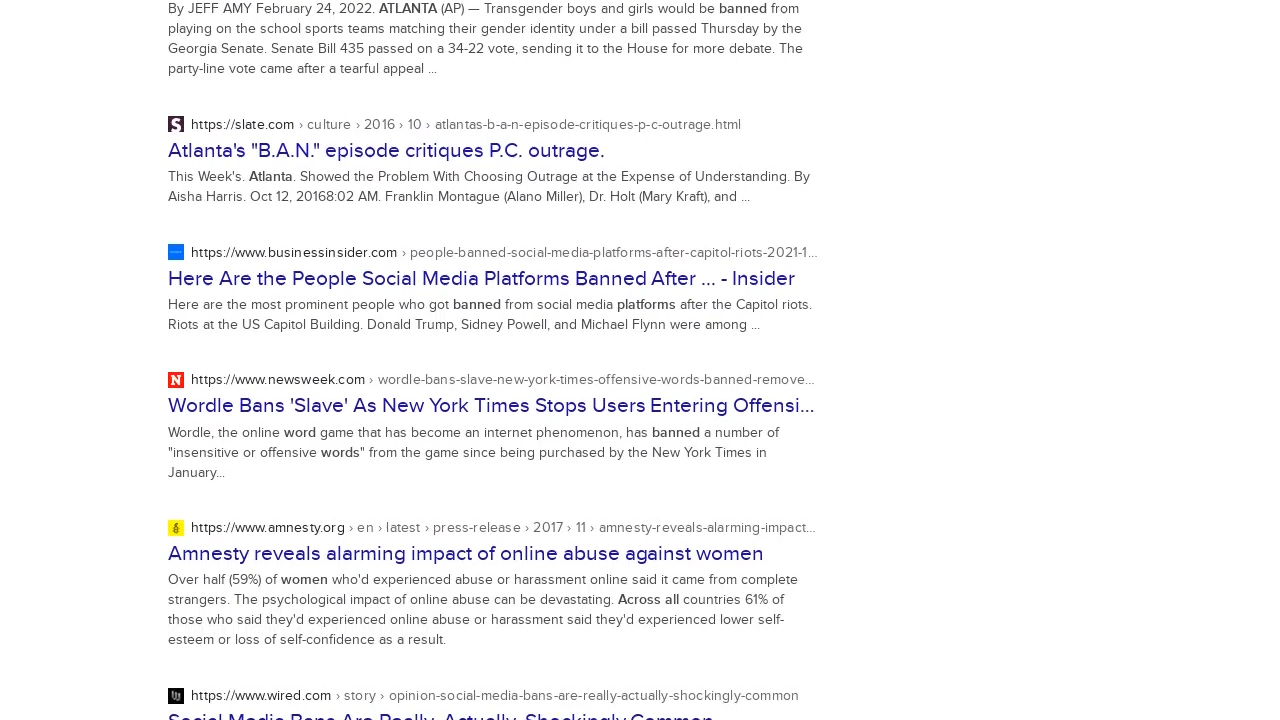 By JEFF AMY February 24, 2022. ATLANTA (AP) — Transgender boys and girls would be banned from
playing on the school sports teams matching their gender identity under a bill passed Thursday by the
Georgia Senate. Senate Bill 435 passed on a 34-22 vote, sending it to the House for more debate. The
party-line vote came after a tearful appeal ...
https://slate.com › culture › 2016 › 10 › atlantas-b-a-n-episode-critiques-p-c-outrage.html
Atlanta's "B.A.N." episode critiques P.C. outrage.
This Week's. Atlanta. Showed the Problem With Choosing Outrage at the Expense of Understanding. By
Aisha Harris. Oct 12, 20168:02 AM. Franklin Montague (Alano Miller), Dr. Holt (Mary Kraft), and ...
https://www.businessinsider.com › people-banned-social-media-platforms-after-capitol-riots-2021-1...
Here Are the People Social Media Platforms Banned After ... - Insider
Here are the most prominent people who got banned from social media platforms after the Capitol riots.
Riots at the US Capitol Building. Donald Trump, Sidney Powell, and Michael Flynn were among ...
https://www.newsweek.com › wordle-bans-slave-new-york-times-offensive-words-banned-remove...
Wordle Bans 'Slave' As New York Times Stops Users Entering Offensi...
Wordle, the online word game that has become an internet phenomenon, has banned a number of
"insensitive or offensive words" from the game since being purchased by the New York Times in
January...
https://www.amnesty.org › en › latest › press-release › 2017 › 11 › amnesty-reveals-alarming-impact...
Amnesty reveals alarming impact of online abuse against women
Over half (59%) of women who'd experienced abuse or harassment online said it came from complete
strangers. The psychological impact of online abuse can be devastating. Across all countries 61% of
those who said they'd experienced online abuse or harassment said they'd experienced lower self-
esteem or loss of self-confidence as a result.
https://www.wired.com › story › opinion-social-media-bans-are-really-actually-shockingly-common
Social Media Bans Are Really, Actually, Shockingly Common